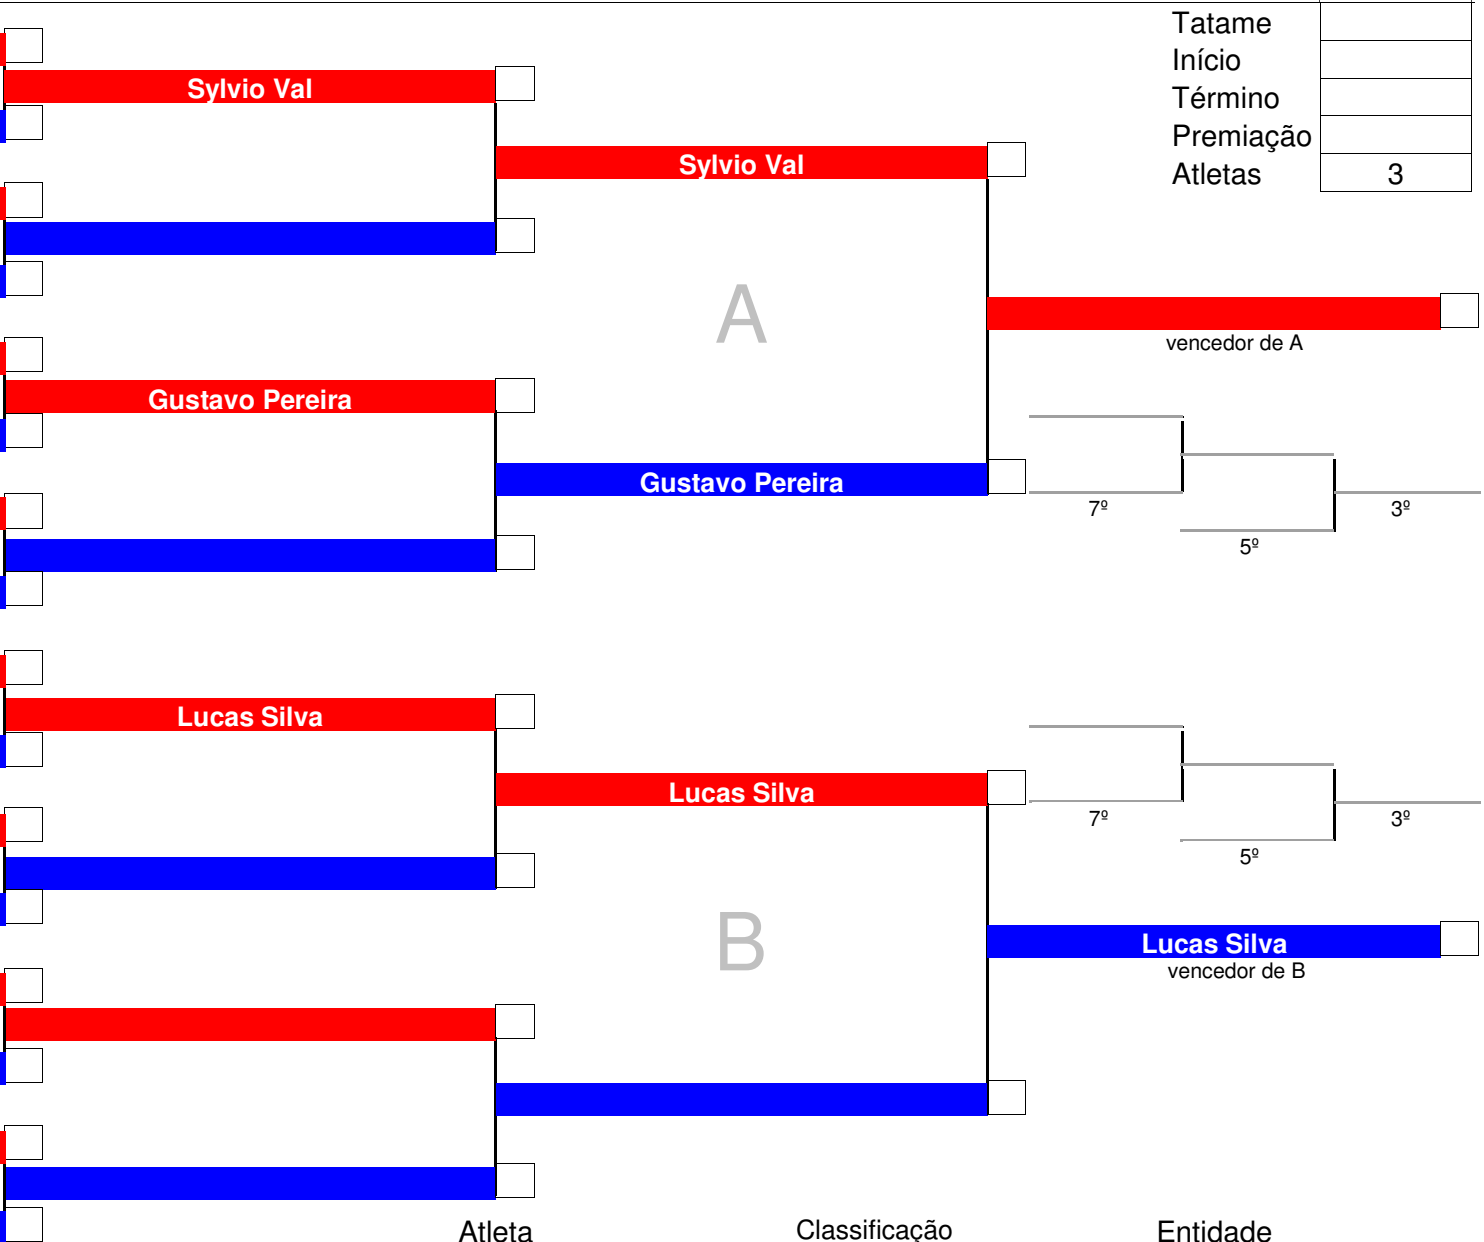 Tatame
Início
Término
Premiação
Atletas 3
Sylvio Val
Sylvio Val
A
vencedor de A
Gustavo Pereira
Gustavo Pereira
7º
3º
5º
Lucas Silva
Lucas Silva
7º
3º
5º
B
Lucas Silva
vencedor de B
Atleta Classificação Entidade